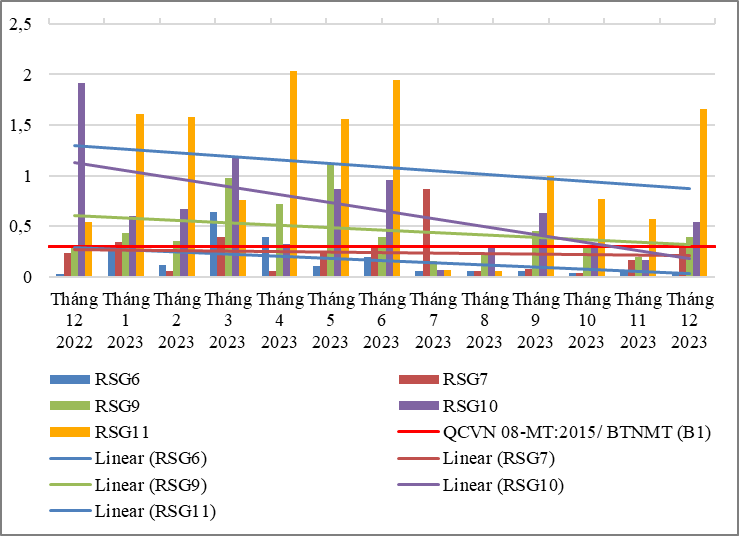 2,5
2
1,5
1
0,5
0
Tháng Tháng Tháng Tháng Tháng Tháng Tháng Tháng Tháng Tháng Tháng Tháng Tháng
12 1 2 3 4 5 6 7 8 9 10 11 12
2022 2023 2023 2023 2023 2023 2023 2023 2023 2023 2023 2023 2023
RSG6 RSG7
RSG9 RSG10
RSG11 QCVN 08-MT:2015/ BTNMT (B1)
Linear (RSG6) Linear (RSG7)
Linear (RSG9) Linear (RSG10)
Linear (RSG11)